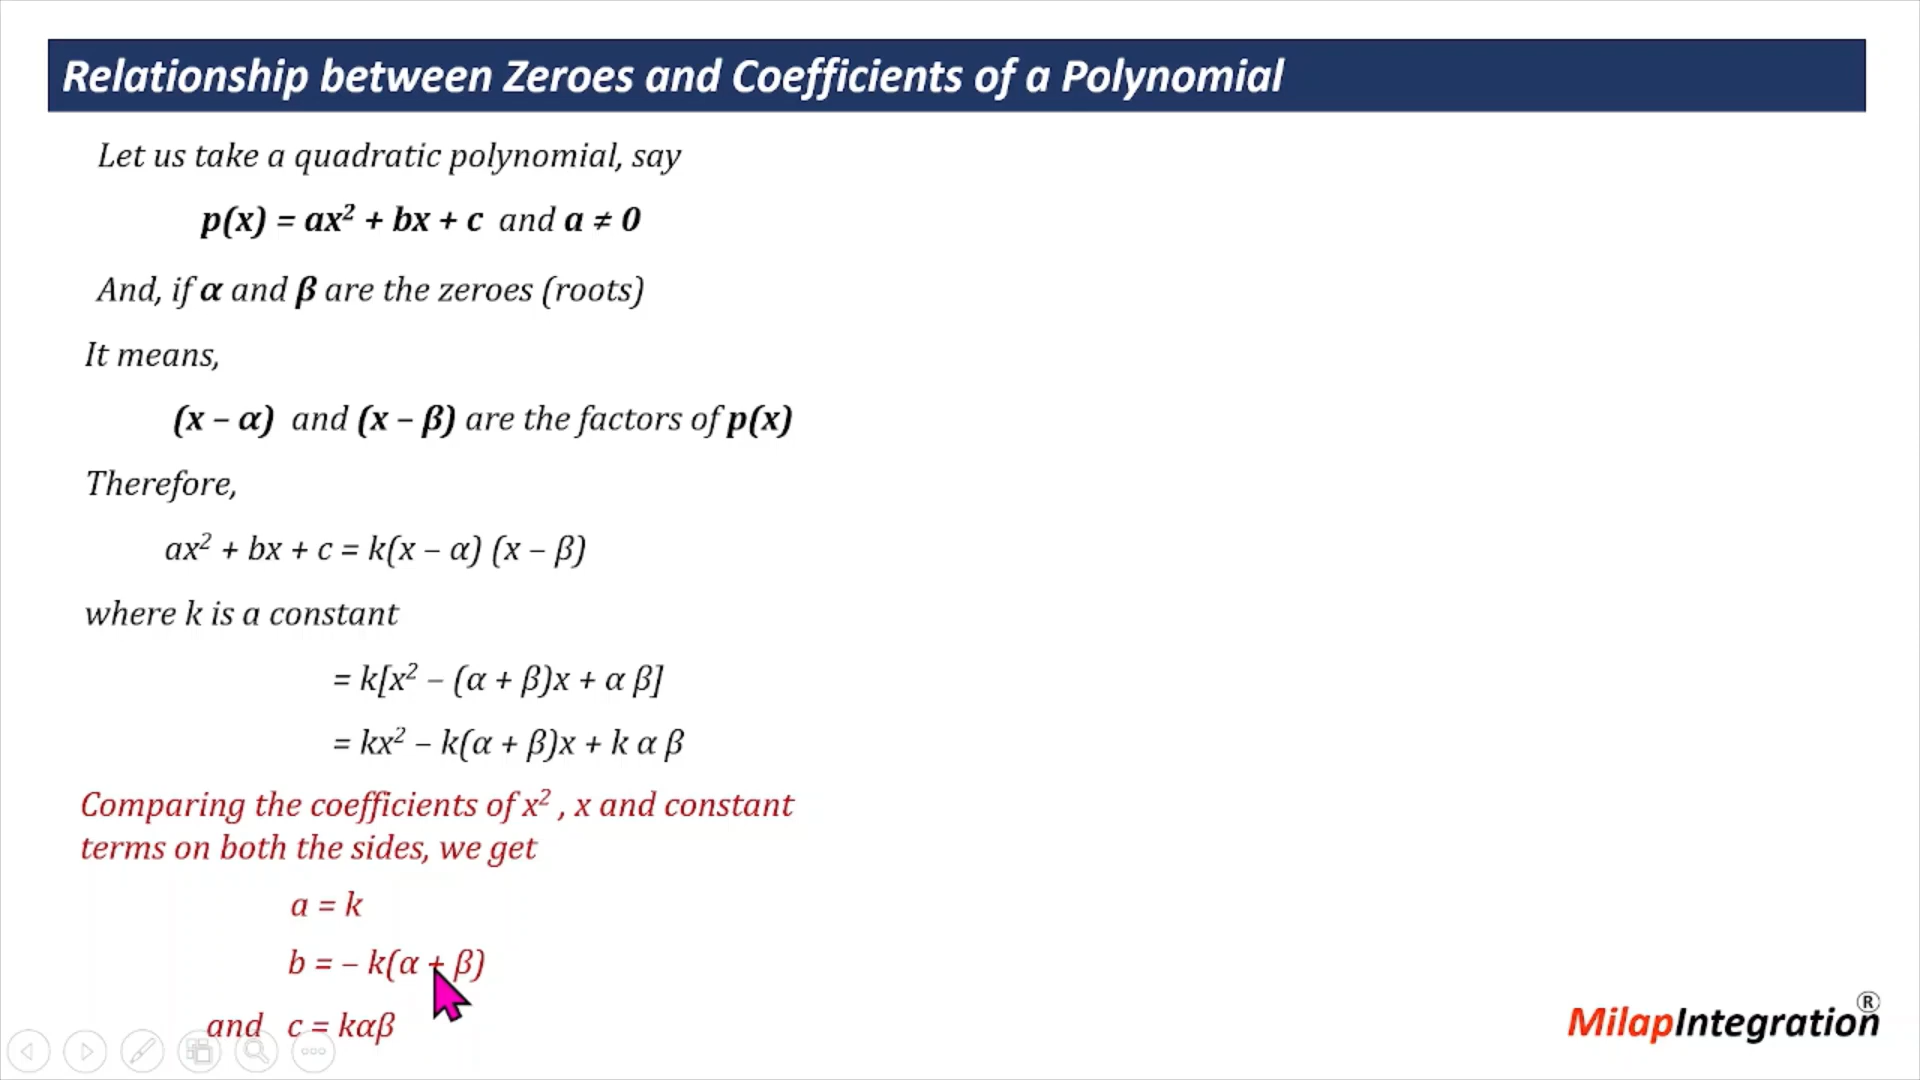 Relationship between Zeroes and Coefficients of a Polynomial
Let us take a quadratic polynomial, say
p(x) = ax² + bx + c and a ≠ 0
And, if α and β are the zeroes (roots)
It means,
(x – α) and (x – β) are the factors of p(x)
Therefore,
ax² + bx + c = k(x – α) (x – β)
where k is a constant
= k[x² – (α + β)x + α β]
= kx² – k(α + β)x + k α β
Comparing the coefficients of x² , x and constant
terms on both the sides, we get
a = k
b = – k(α + β)
and c = kαβ
MilapIntegration®